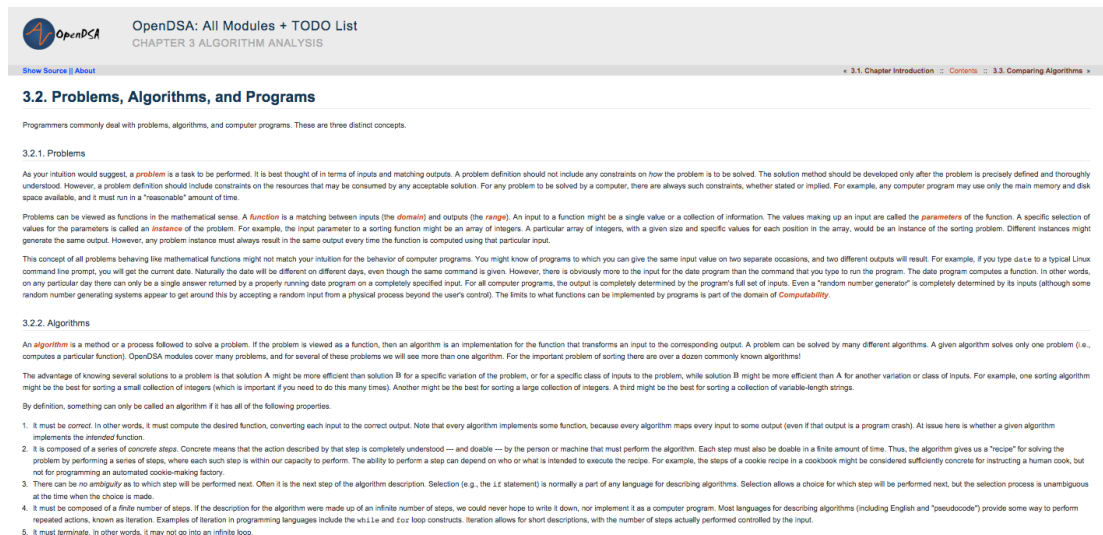 OpenDSA
OpenDSA: All Modules + TODO List
CHAPTER 3 ALGORITHM ANALYSIS
Show Source || About
« 3.1. Chapter Introduction :: Contents :: 3.3. Comparing Algorithms »
3.2. Problems, Algorithms, and Programs
Programmers commonly deal with problems, algorithms, and computer programs. These are three distinct concepts.
3.2.1. Problems
As your intuition would suggest, a problem is a task to be performed. It is best thought of in terms of inputs and matching outputs. A problem definition should not include any constraints on how the problem is to be solved. The solution method should be developed only after the problem is precisely defined and thoroughly
understood. However, a problem definition should include constraints on the resources that may be consumed by any acceptable solution. For any problem to be solved by a computer, there are always such constraints, whether stated or implied. For example, any computer program may use only the main memory and disk
space available, and it must run in a "reasonable" amount of time.
Problems can be viewed as functions in the mathematical sense. A function is a matching between inputs (the domain) and outputs (the range). An input to a function might be a single value or a collection of information. The values making up an input are called the parameters of the function. A specific selection of
values for the parameters is called an instance of the problem. For example, the input parameter to a sorting function might be an array of integers. A particular array of integers, with a given size and specific values for each position in the array, would be an instance of the sorting problem. Different instances might
generate the same output. However, any problem instance must always result in the same output every time the function is computed using that particular input.
This concept of all problems behaving like mathematical functions might not match your intuition for the behavior of computer programs. You might know of programs to which you can give the same input value on two separate occasions, and two different outputs will result. For example, if you type date to a typical Linux
command line prompt, you will get the current date. Naturally the date will be different on different days, even though the same command is given. However, there is obviously more to the input for the date program than the command that you type to run the program. The date program computes a function. In other words,
on any particular day there can only be a single answer returned by a properly running date program on a completely specified input. For all computer programs, the output is completely determined by the program's full set of inputs. Even a "random number generator" is completely determined by its inputs (although some
random number generating systems appear to get around this by accepting a random input from a physical process beyond the user's control). The limits to what functions can be implemented by programs is part of the domain of Computability.
3.2.2. Algorithms
An algorithm is a method or a process followed to solve a problem. If the problem is viewed as a function, then an algorithm is an implementation for the function that transforms an input to the corresponding output. A problem can be solved by many different algorithms. A given algorithm solves only one problem (i.e.,
computes a particular function). OpenDSA modules cover many problems, and for several of these problems we will see more than one algorithm. For the important problem of sorting there are over a dozen commonly known algorithms!
The advantage of knowing several solutions to a problem is that solution A might be more efficient than solution B for a specific variation of the problem, or for a specific class of inputs to the problem, while solution B might be more efficient than A for another variation or class of inputs. For example, one sorting algorithm
might be the best for sorting a small collection of integers (which is important if you need to do this many times). Another might be the best for sorting a large collection of integers. A third might be the best for sorting a collection of variable-length strings.
By definition, something can only be called an algorithm if it has all of the following properties.
1. It must be correct. In other words, it must compute the desired function, converting each input to the correct output. Note that every algorithm implements some function, because every algorithm maps every input to some output (even if that output is a program crash). At issue here is whether a given algorithm
implements the intended function.
2. It is composed of a series of concrete steps. Concrete means that the action described by that step is completely understood --- and doable --- by the person or machine that must perform the algorithm. Each step must also be doable in a finite amount of time. Thus, the algorithm gives us a "recipe" for solving the
problem by performing a series of steps, where each such step is within our capacity to perform. The ability to perform a step can depend on who or what is intended to execute the recipe. For example, the steps of a cookie recipe in a cookbook might be considered sufficiently concrete for instructing a human cook, but
not for programming an automated cookie-making factory.
3. There can be no ambiguity as to which step will be performed next. Often it is the next step of the algorithm description. Selection (e.g., the if statement) is normally a part of any language for describing algorithms. Selection allows a choice for which step will be performed next, but the selection process is unambiguous
at the time when the choice is made.
4. It must be composed of a finite number of steps. If the description for the algorithm were made up of an infinite number of steps, we could never hope to write it down, nor implement it as a computer program. Most languages for describing algorithms (including English and "pseudocode") provide some way to perform
repeated actions, known as iteration. Examples of iteration in programming languages include the while and for loop constructs. Iteration allows for short descriptions, with the number of steps actually performed controlled by the input.
5. It must terminate. In other words, it may not go into an infinite loop.